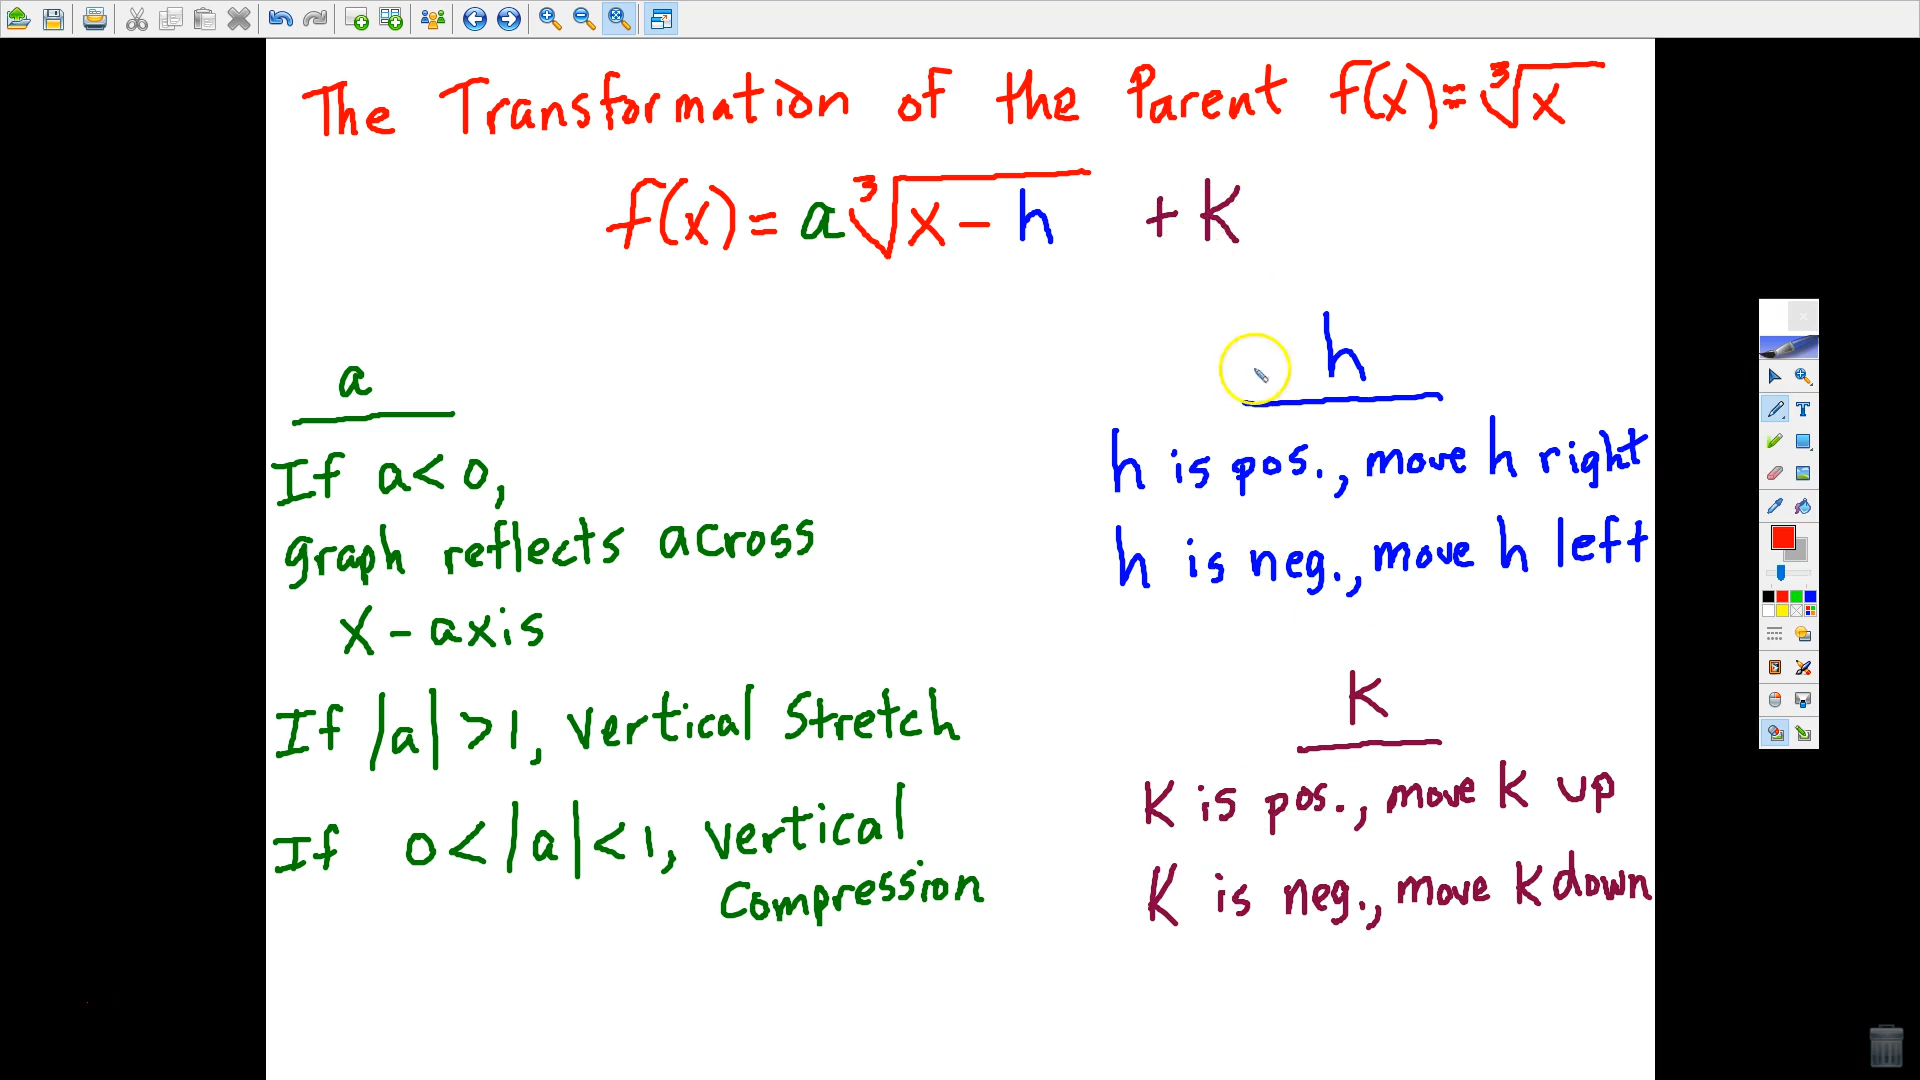 The Transformation of the Parent f(x)=∛x
f(x)= a∛x-h + K
a
If a<0,
graph reflects across
x-axis
If |a|>1, vertical Stretch
If 0<|a|<1, vertical
Compression
h
h is pos., move h right
h is neg., move h left
K
K is pos., move K up
K is neg., move K down